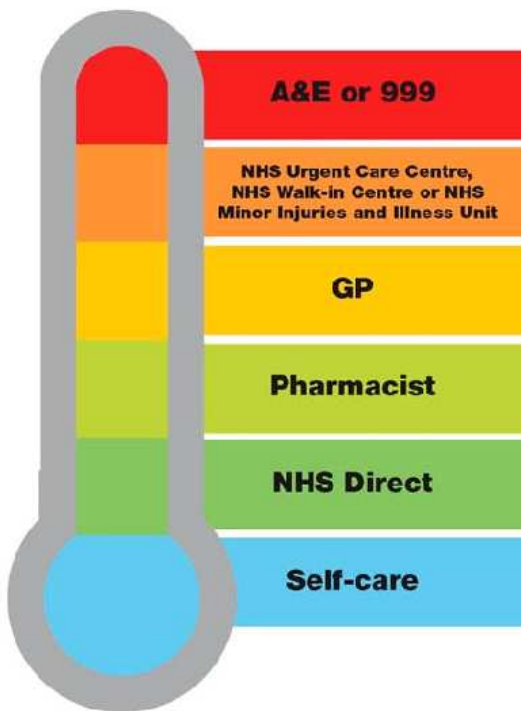 A&E or 999
NHS Urgent Care Centre,
NHS Walk-in Centre or NHS
Minor Injuries and Illness Unit
GP
Pharmacist
NHS Direct
Self-care